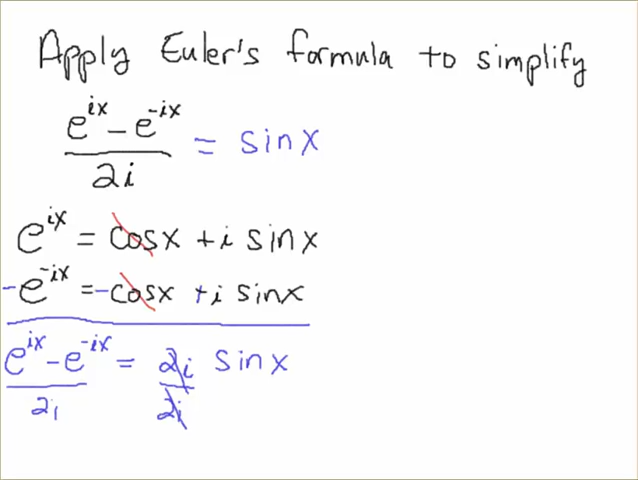 Apply Euler's formula to simplify
(e^{ix} - e^{-ix}) / 2i = sin x
e^{ix} = cos x + i sin x
-e^{-ix} = -cos x + i sin x
(e^{ix} - e^{-ix}) / 2i = 2i / 2i sin x